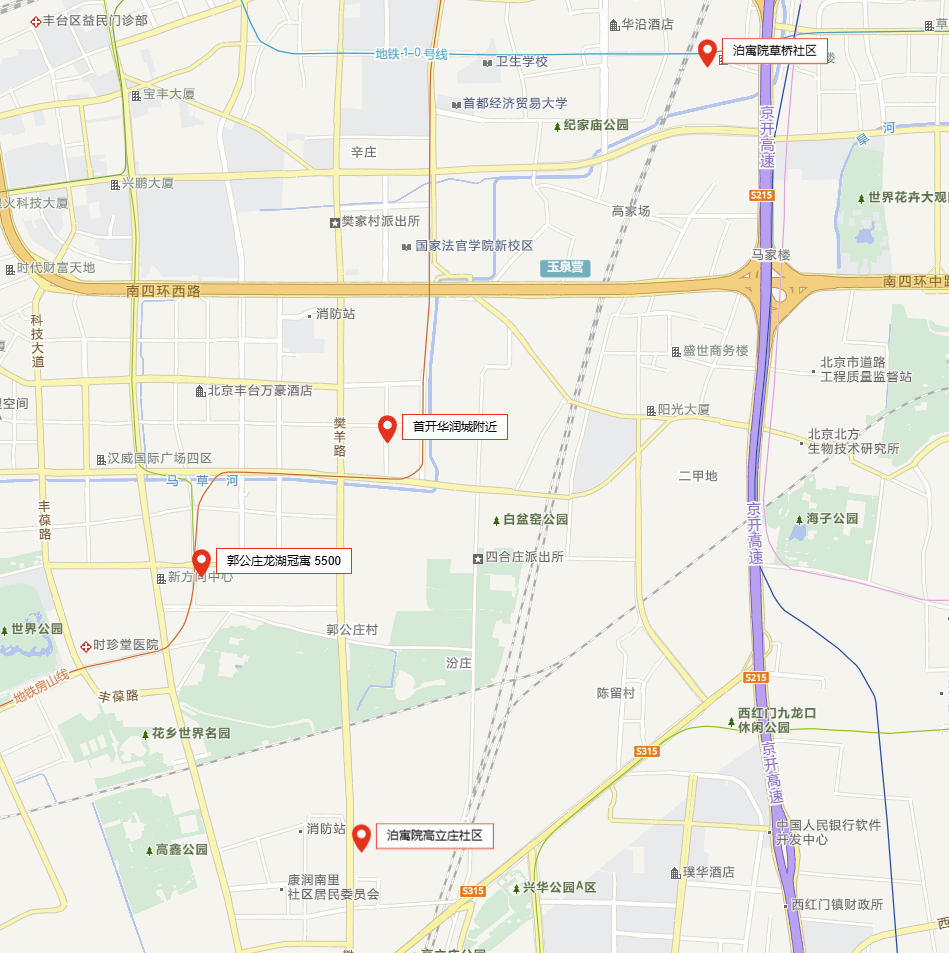 丰台区益民门诊部
华沿酒店
草
地铁1-0号线
泊寓院草桥社区
楼
卫生学校
宝丰大厦
首都经济贸易大学
京开高速
纪家庙公园
河
草
辛庄
兴鹏大厦
S215
世界花卉大观园
火科技大厦
樊家村派出所
高家场
国家法官学院新校区
马家楼
时代财富天地
玉泉营
南四环西路
南四环中路
消防站
科技大道
厦
盛世商务楼
北京市道路
工程质量监督站
北京丰台万豪酒店
空间
阳光大厦
樊羊路
首开华润城附近
北京北方
生物技术研究所
汉威国际广场四区
马草河
二甲地
丰葆路
白盆窑公园
京开高速
海子公园
四合庄派出所
郭公庄龙湖冠寓 5500
新方向中心
世界公园
郭公庄村
时珍堂医院
汾庄
S215
地铁房山线
丰葆路
陈留村
西红门九龙口
休闲公园
花乡世界名园
S315
京开高速
消防站
泊寓院高立庄社区
中国人民银行软件
开发中心
高鑫公园
璞华酒店
康润南里
社区居民委员会
S315
兴华公园A区
西红门镇财政所
西
樊